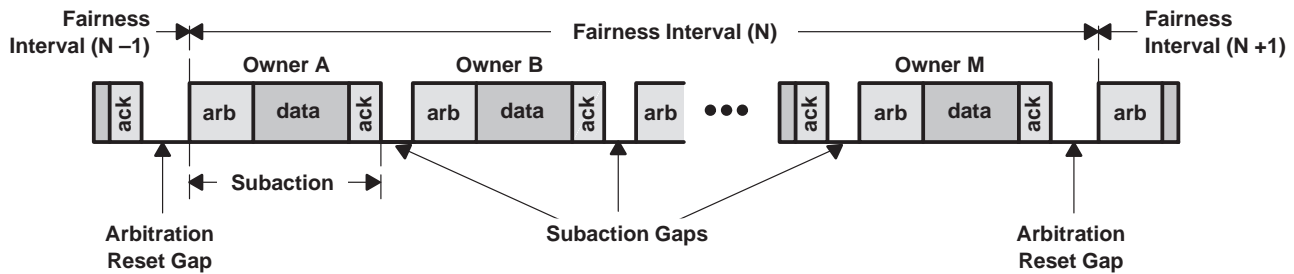 Fairness
Interval (N –1)
Fairness Interval (N)
Fairness
Interval (N +1)
Owner A
Owner B
Owner M
ack
arb
data
ack
arb
data
ack
arb
ack
arb
data
ack
arb
Subaction
Arbitration
Reset Gap
Subaction Gaps
Arbitration
Reset Gap